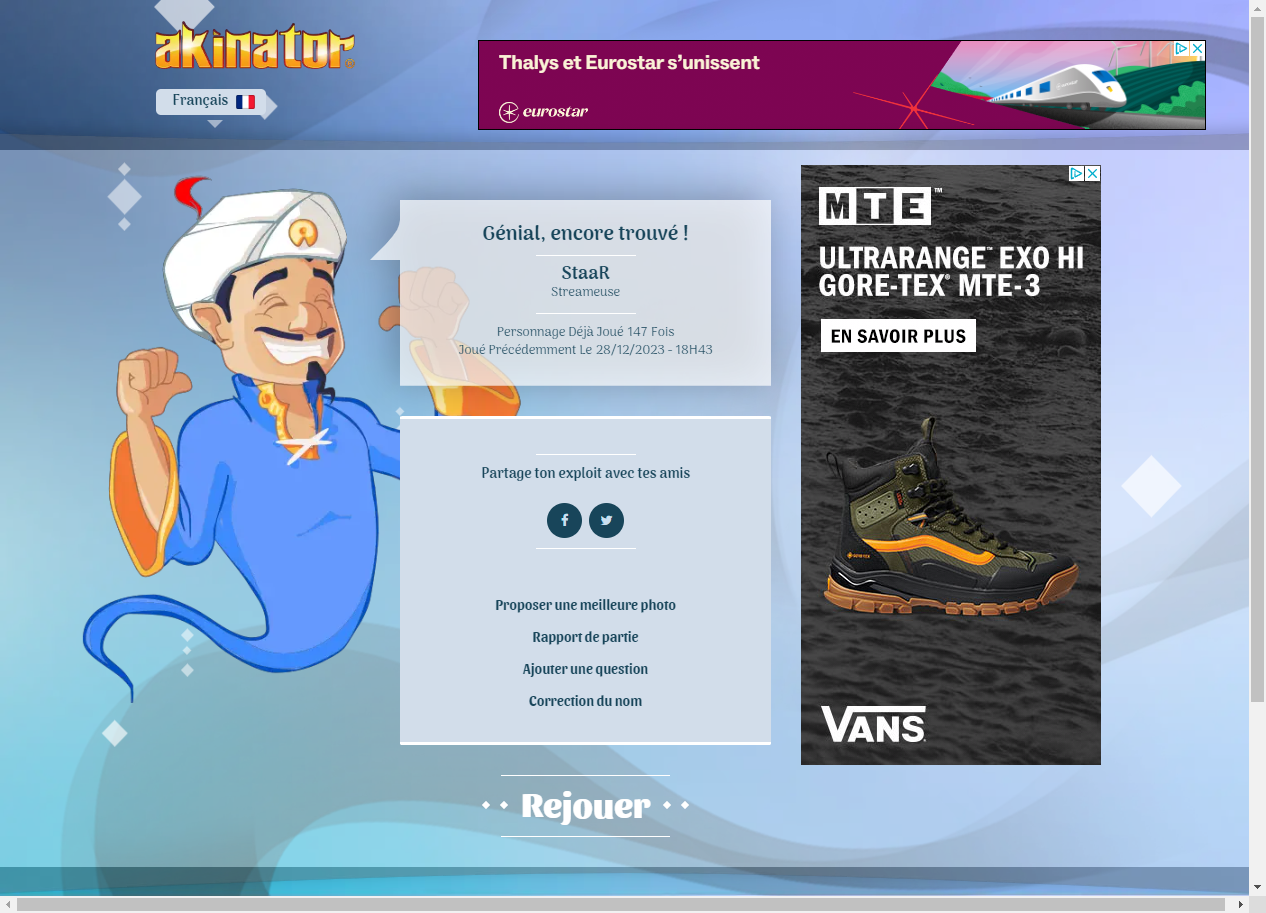 akinator
Français
Thalys et Eurostar s'unissent
eurostar
Génial, encore trouvé !
StaaR
Streameuse
Personnage Déjà Joué 147 Fois
Joué Précédemment Le 28/12/2023 - 18H43
Partage ton exploit avec tes amis
Proposer une meilleure photo
Rapport de partie
Ajouter une question
Correction du nom
Rejouer
MTE™
ULTRARANGE™ EXO HI
GORE-TEX® MTE-3
EN SAVOIR PLUS
VANS